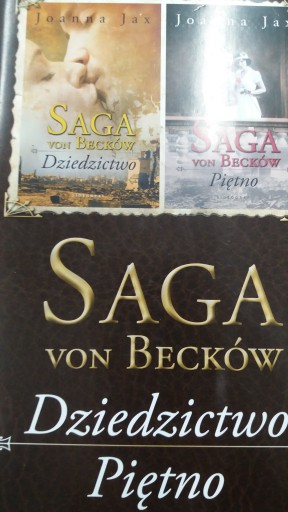 Joanna Jax
SAGA
VON BECKÓW
Dziedzictwo
Joanna Jax
SAGA
VON BECKÓW
Piętno
SAGA
VON BECKÓW
Dziedzictwo
Piętno